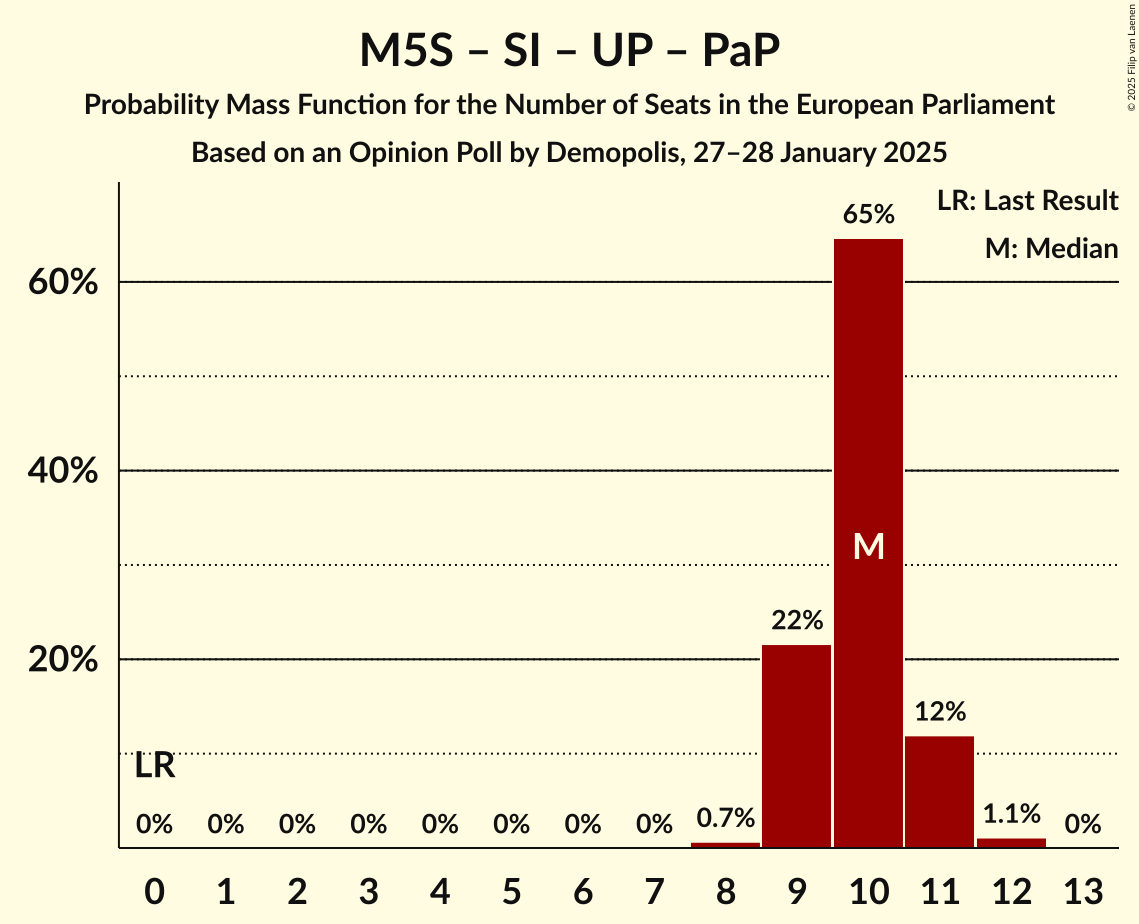 M5S – SI – UP – PaP
Probability Mass Function for the Number of Seats in the European Parliament
Based on an Opinion Poll by Demopolis, 27–28 January 2025
© 2025 Filip van Laenen
LR: Last Result
M: Median
60%
40%
20%
65%
M
22%
12%
LR
0% 0% 0% 0% 0% 0% 0% 0% 0.7% 1.1% 0%
0 1 2 3 4 5 6 7 8 9 10 11 12 13